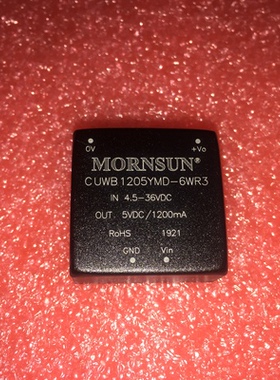 0V +Vo
MORNSUN®
CUWB1205YMD-6WR3
IN 4.5-36VDC
OUT 5VDC/1200mA
RoHS 1921
GND Vin